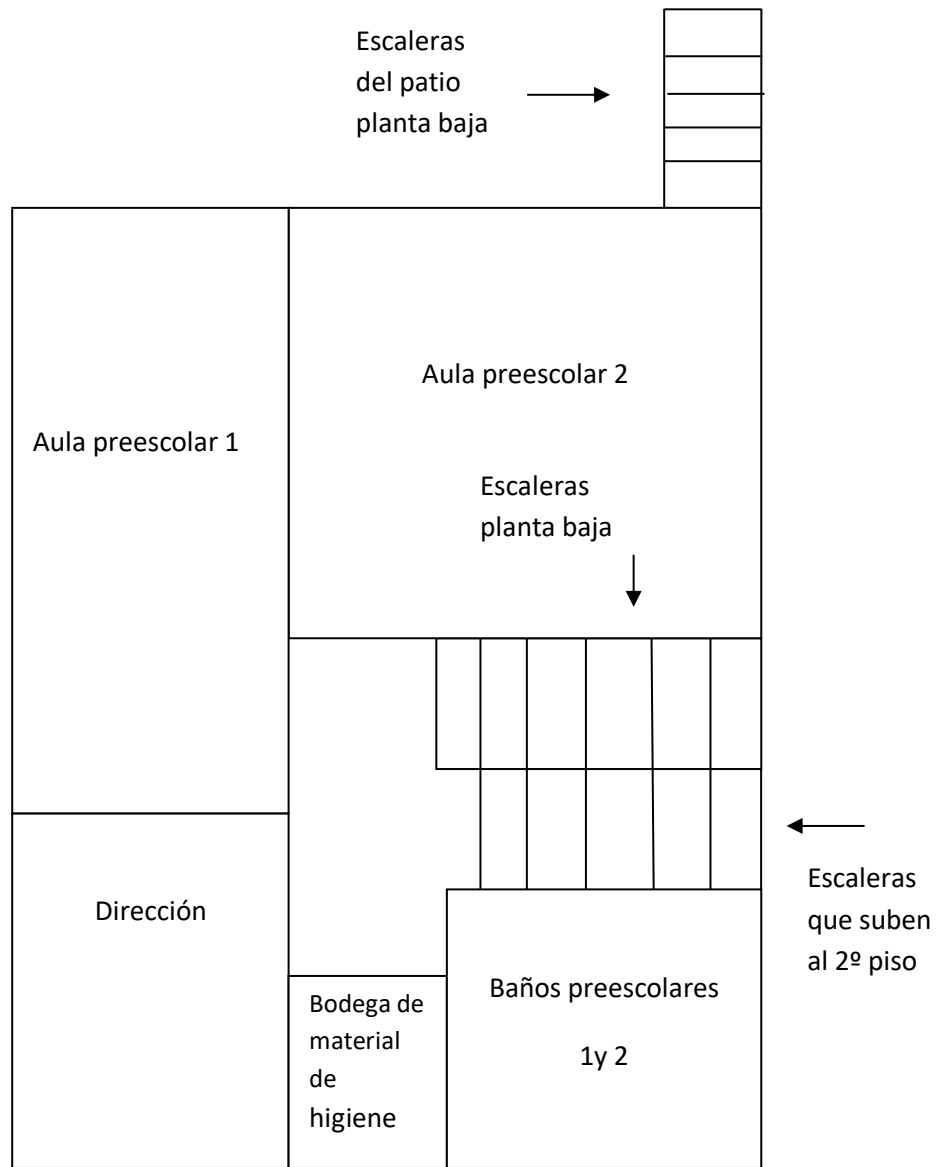 Escaleras
del patio
planta baja
Aula preescolar 2
Aula preescolar 1
Escaleras
planta baja
Escaleras
que suben
al 2º piso
Dirección
Baños preescolares
1y 2
Bodega de
material
de
higiene